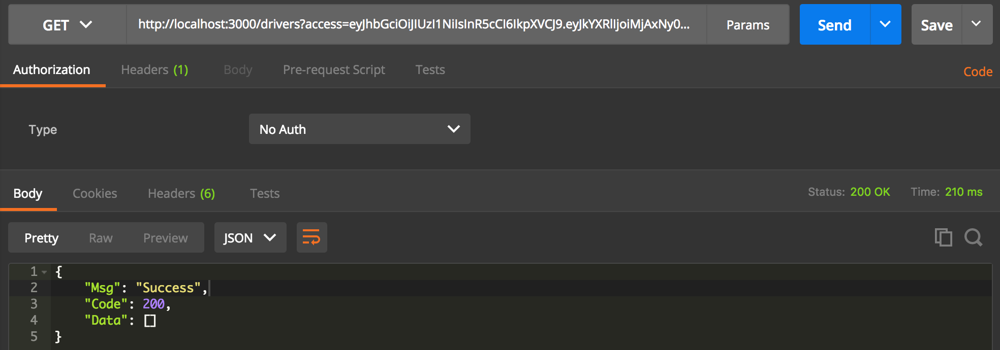 GET http://localhost:3000/drivers?access=eyJhbGciOiJIUzI1NiIsInR5cCI6IkpXVCJ9.eyJkYXRlIjoiMjAxNy0... Params Send Save
Authorization Headers (1) Body Pre-request Script Tests Code
Type No Auth
Body Cookies Headers (6) Tests Status: 200 OK Time: 210 ms
Pretty Raw Preview JSON
1 {
2 "Msg": "Success",
3 "Code": 200,
4 "Data": []
5 }